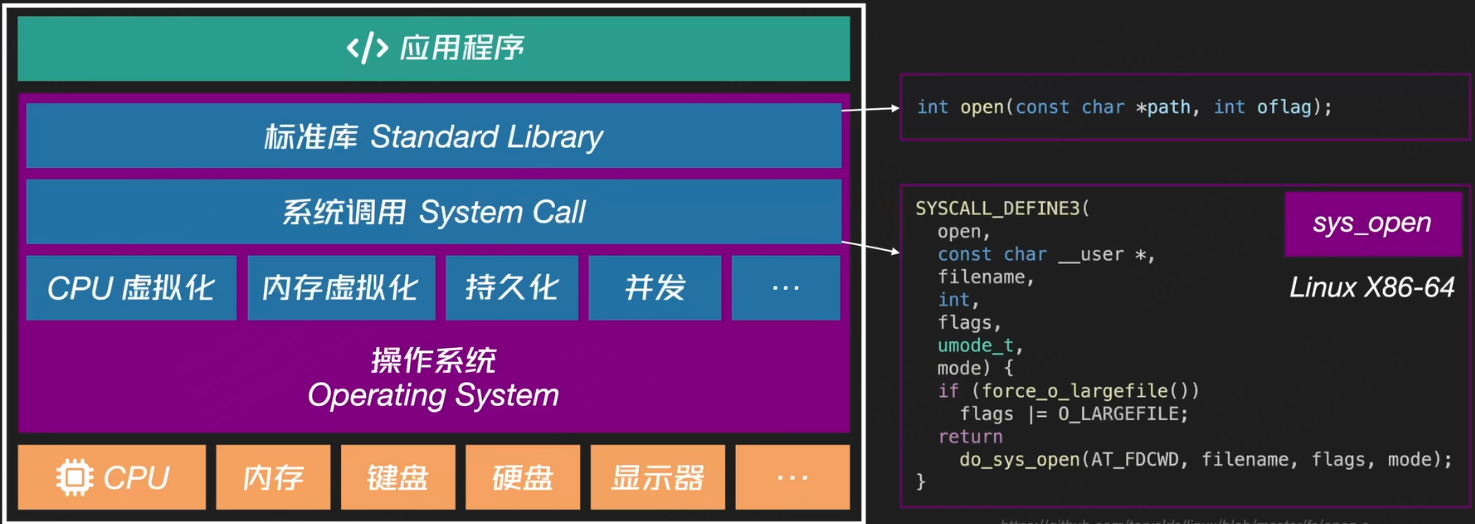 </> 应用程序
标准库 Standard Library
系统调用 System Call
CPU 虚拟化
内存虚拟化
持久化
并发
...
操作系统
Operating System
CPU
内存
键盘
硬盘
显示器
...
int open(const char *path, int oflag);
SYSCALL_DEFINE3(
open,
const char __user *,
filename,
int,
flags,
umode_t,
mode) {
if (force_o_largefile())
flags |= O_LARGEFILE;
return
do_sys_open(AT_FDCWD, filename, flags, mode);
}
sys_open
Linux X86-64